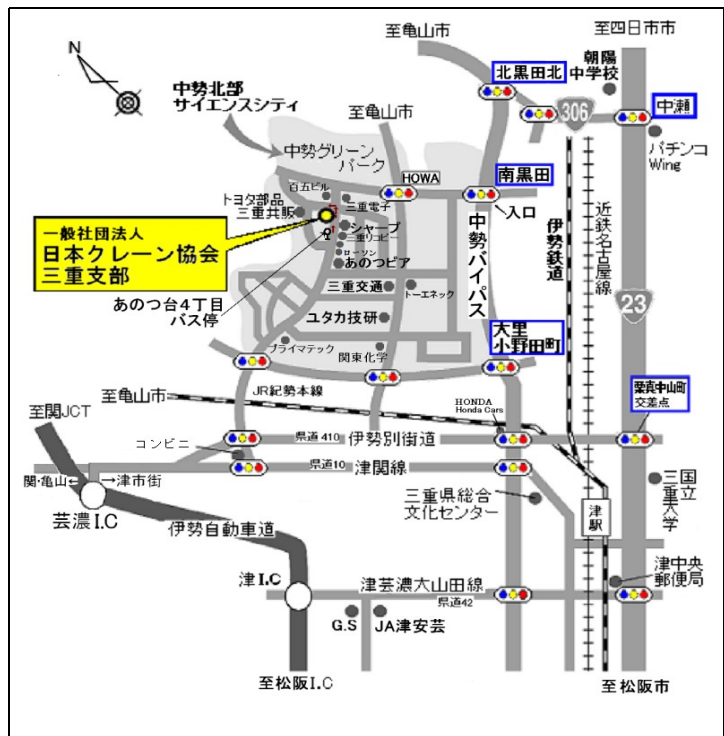 至四日市市
至亀山市
朝陽
中学校
N
北黒田北
306
中瀬
中勢北部
サイエンスシティ
至亀山市
パチンコ
Wing
中勢グリーン
パーク
HOWA
南黒田
百五ビル
トヨタ部品
三重共販
三重電子
入口
一般社団法人
日本クレーン協会
三重支部
シャープ
三重リコピー
ローソン
あのつピア
中勢バイパス
伊勢鉄道
近鉄名古屋線
あのつ台4丁目
バス停
三重交通
トーエネック
23
ユタカ技研
大里
小野田町
プライマテック
関東化学
栗真中山町
交差点
JR紀勢本線
至亀山市
HONDA
Honda Cars
至関JCT
県道410
伊勢別街道
コンビニ
県道10
津関線
関・亀山←
→津市街
三重県総合
文化センター
三重大学
国立
芸濃I.C
津駅
伊勢自動車道
津中央
郵便局
津I.C
津芸濃大山田線
県道42
G.S
JA津安芸
至松阪I.C
至松阪市